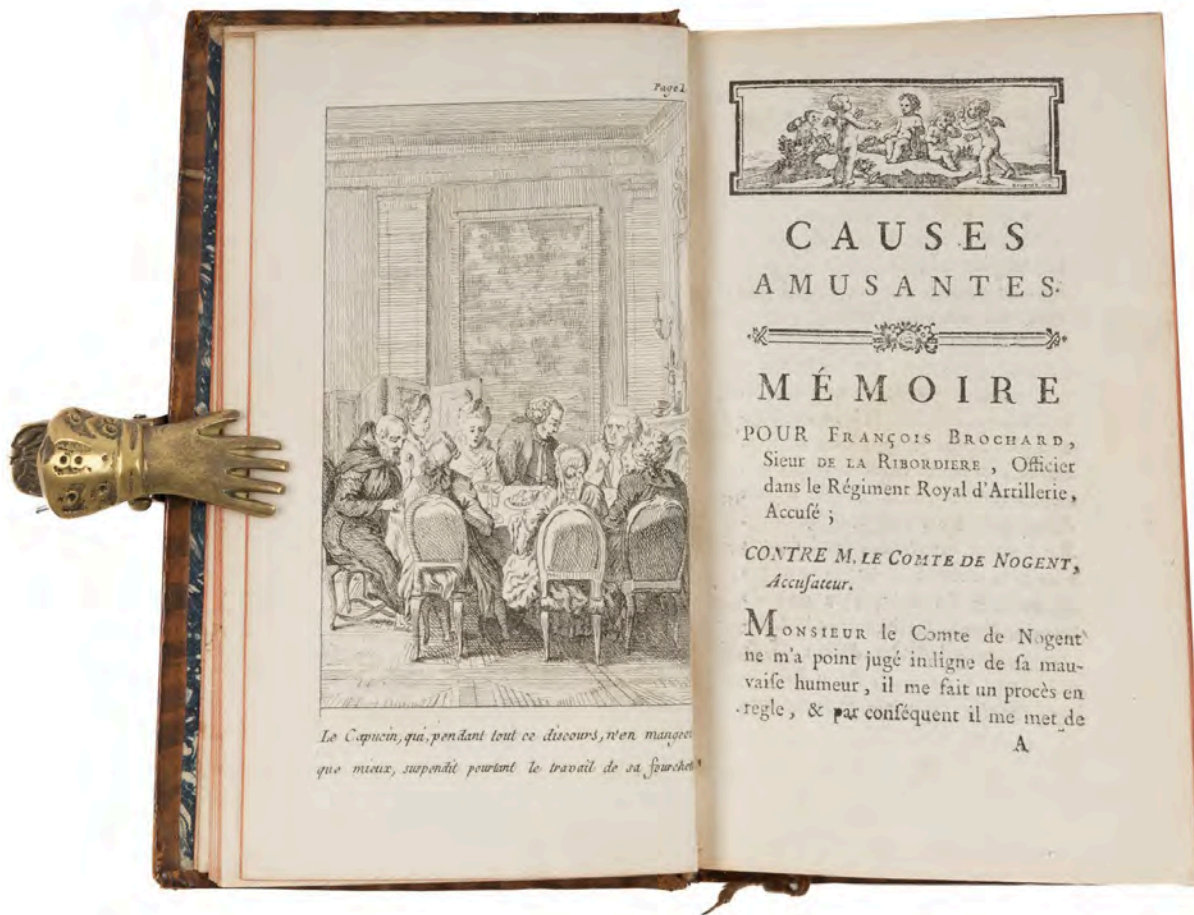 Page 1
Le Capucin, qui, pendant tout ce discours, n'en mangeo
que mieux, suspendit pourtant le travail de sa fourchet
CAUSES
AMUSANTES.
MÉMOIRE
POUR FRANÇOIS BROCHARD,
Sieur DE LA RIBORDIERE, Officier
dans le Régiment Royal d'Artillerie,
Accusé ;
CONTRE M. LE COMTE DE NOGENT,
Accusateur.
MONSIEUR le Comte de Nogent
ne m'a point jugé indigne de sa mau-
vaise humeur, il me fait un procès en
regle, & par conséquent il me met de
A